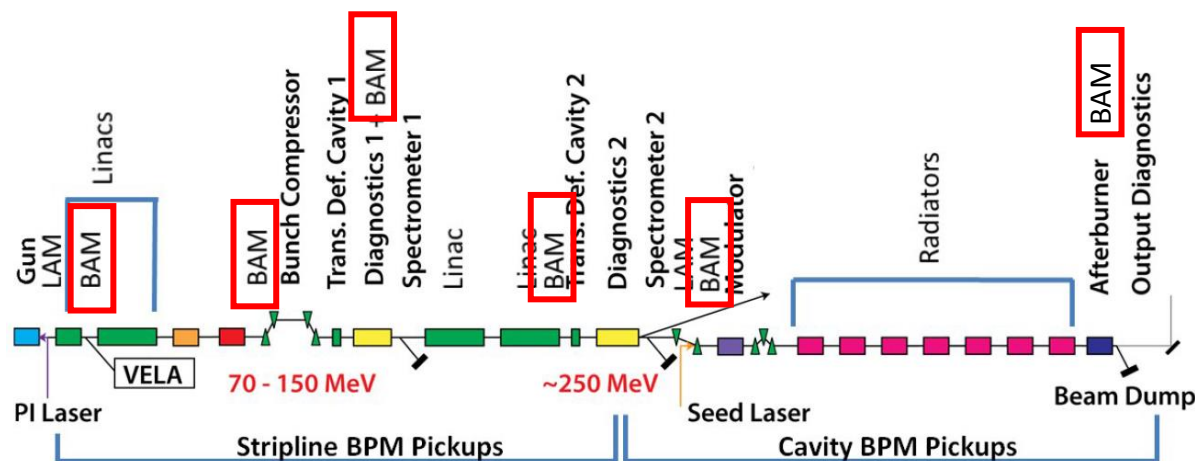 Gun
LAM
BAM
Linacs
BAM
Bunch Compressor
Trans. Def. Cavity 1
Diagnostics 1 + BAM
Spectrometer 1
Linac
Linac
BAM
Trans. Def. Cavity 2
Diagnostics 2
Spectrometer 2
LAM
BAM
Modulator
Radiators
BAM
Afterburner
Output Diagnostics
VELA
70 - 150 MeV
~250 MeV
Beam Dump
PI Laser
Seed Laser
Stripline BPM Pickups
Cavity BPM Pickups